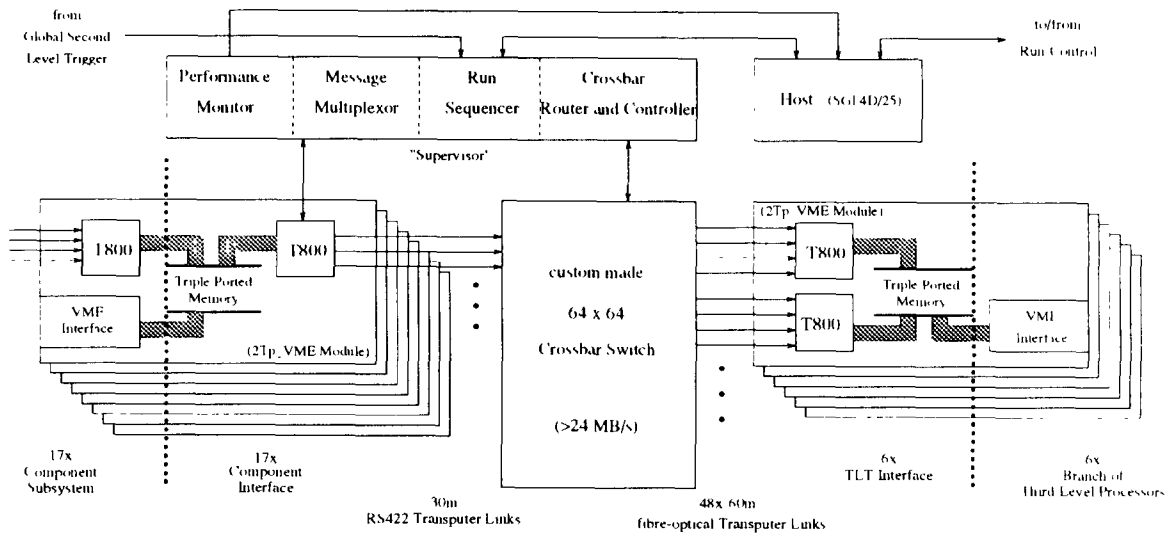 from
Global Second
Level Trigger
to/from
Run Control
Performance
Monitor
Message
Multiplexor
Run
Sequencer
Crossbar
Router and Controller
Host (SGI 4D/25)
"Supervisor"
T800
T800
Triple Ported
Memory
VME
Interface
(2Tp_VME Module)
custom made
64 x 64
Crossbar Switch
(>24 MB/s)
(2Tp_VME Module)
T800
T800
Triple Ported
Memory
VME
Interface
17x
Component
Subsystem
17x
Component
Interface
30m
RS422 Transputer Links
48x 60m
fibre-optical Transputer Links
6x
TLT Interface
6x
Branch of
Third Level Processors